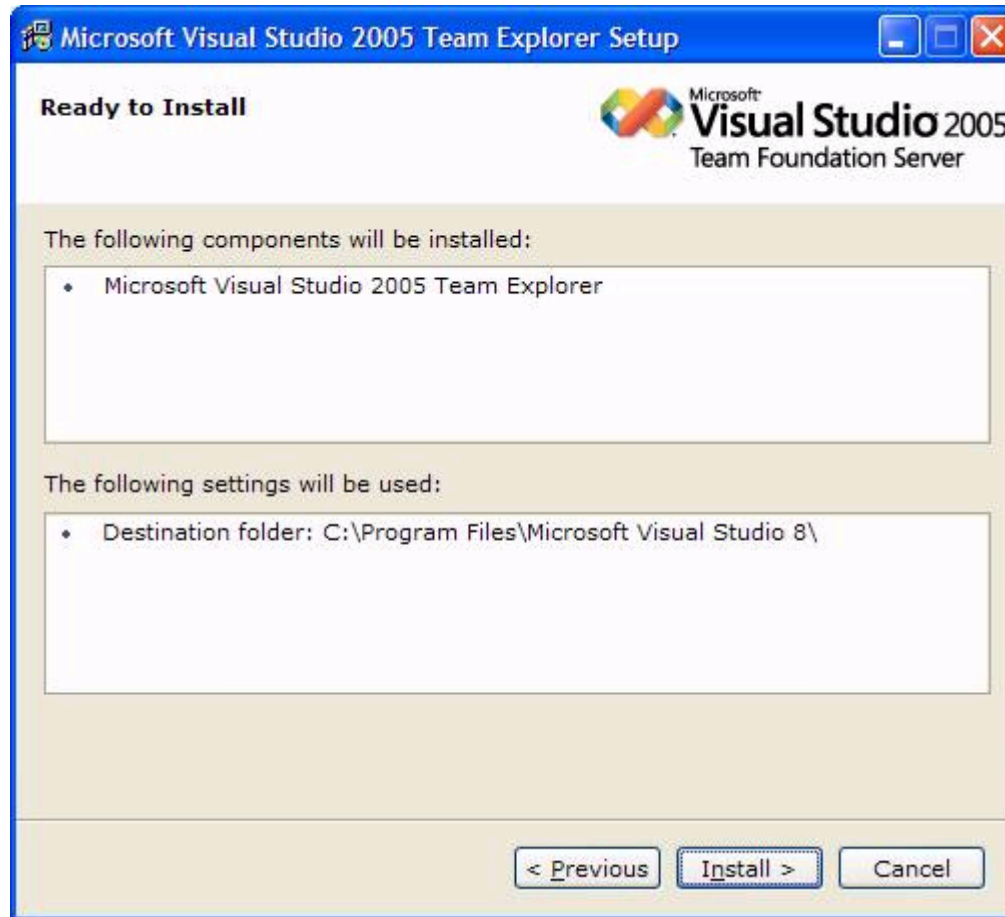 Microsoft Visual Studio 2005 Team Explorer Setup
Ready to Install
Microsoft
Visual Studio 2005
Team Foundation Server
The following components will be installed:
• Microsoft Visual Studio 2005 Team Explorer
The following settings will be used:
• Destination folder: C:\Program Files\Microsoft Visual Studio 8\
< Previous Install > Cancel